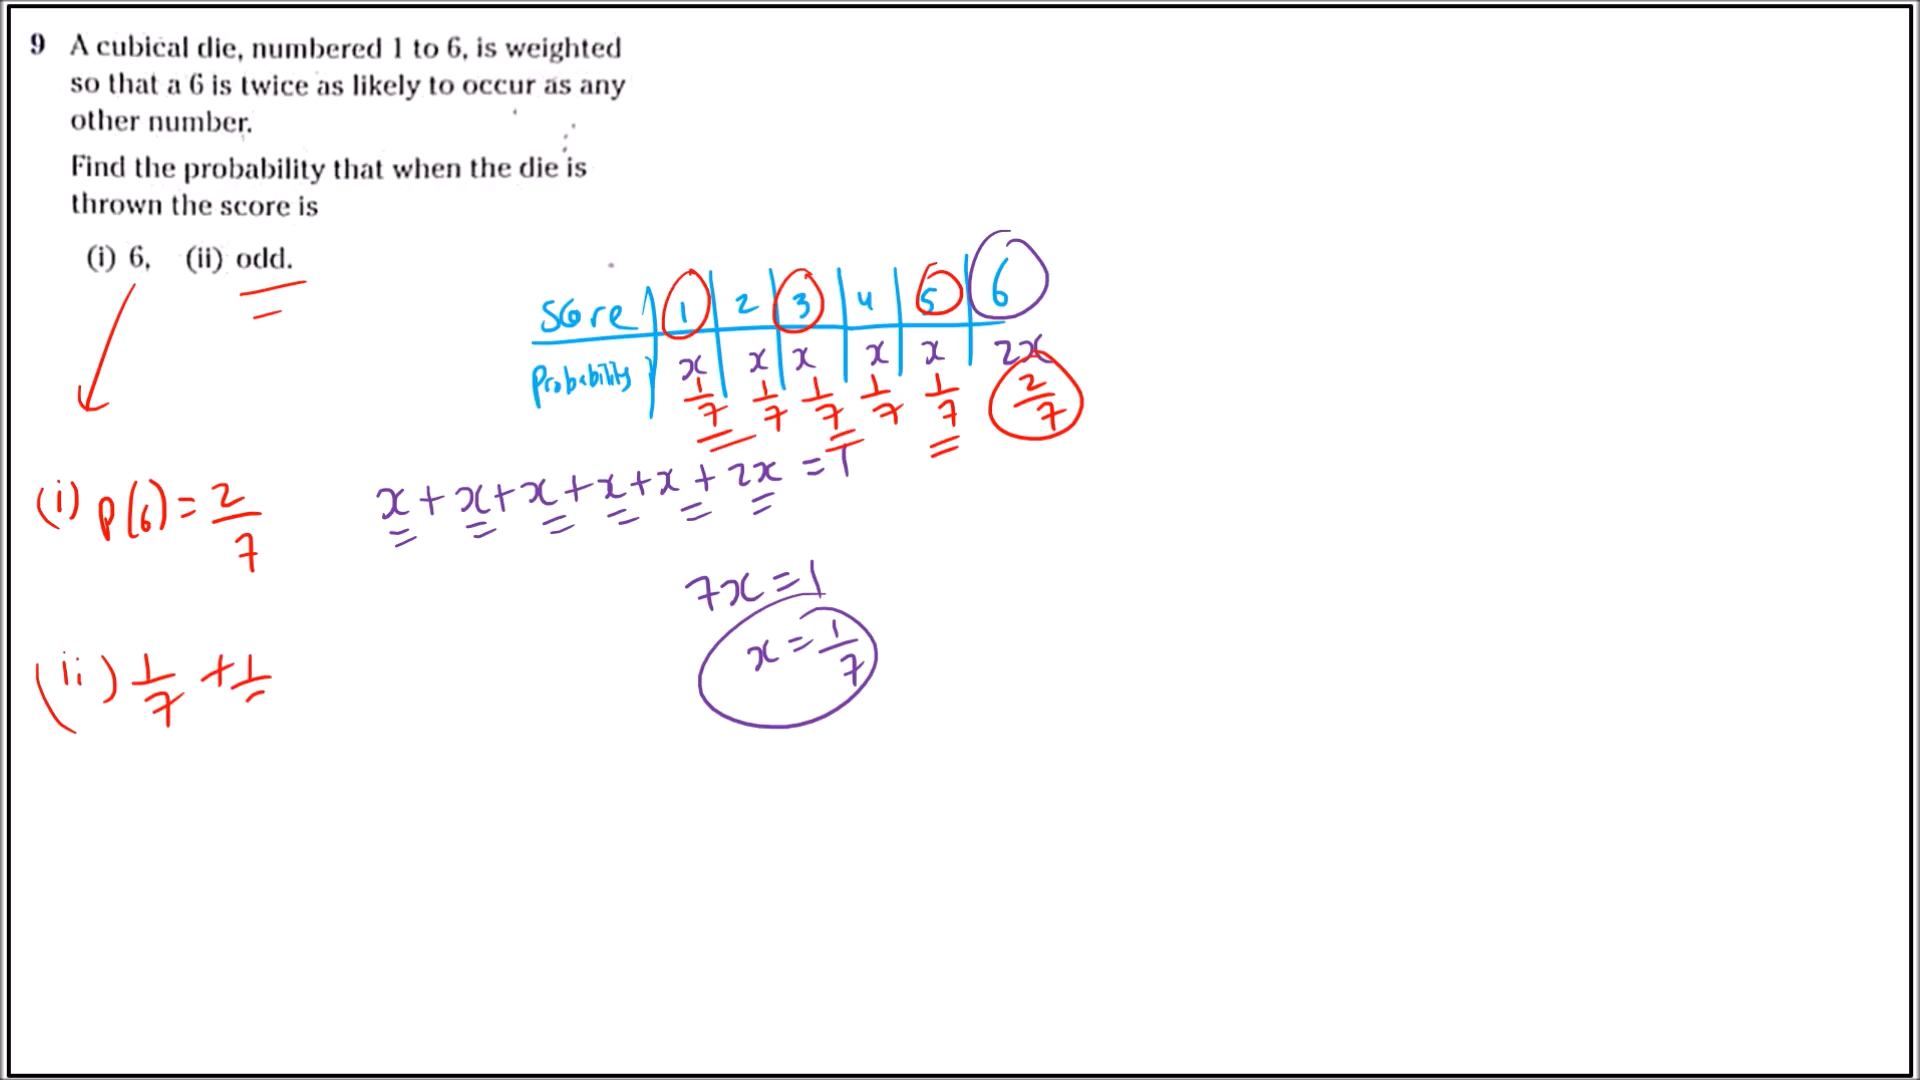 9 A cubical die, numbered 1 to 6, is weighted
so that a 6 is twice as likely to occur as any
other number.
Find the probability that when the die is
thrown the score is
(i) 6, (ii) odd.
Score 1 2 3 4 5 6
Probability x x x x x 2x
1/7 1/7 1/7 1/7 1/7 2/7
x + x + x + x + x + 2x = 1
(i) P(6) = 2/7
7x = 1
x = 1/7
(ii) 1/7 + 1